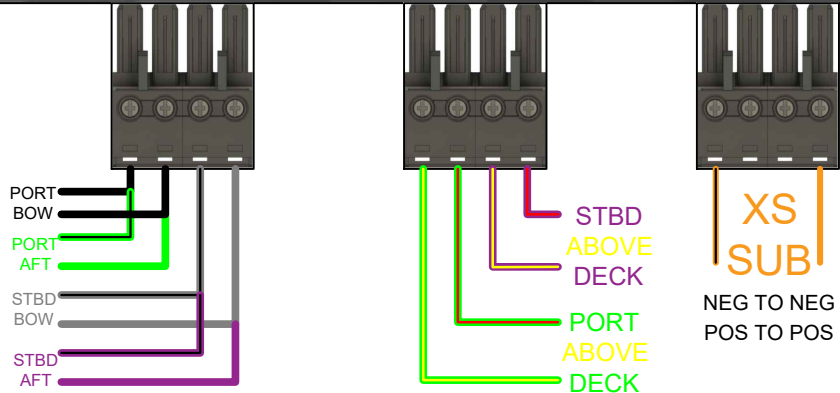 PORT
BOW
PORT
AFT
STBD
BOW
STBD
AFT
STBD
ABOVE
DECK
PORT
ABOVE
DECK
XS
SUB
NEG TO NEG
POS TO POS